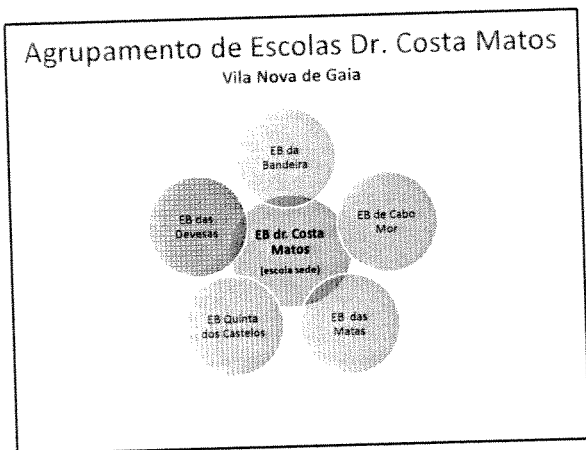 Agrupamento de Escolas Dr. Costa Matos
Vila Nova de Gaia
EB da
Bandeira
EB das
Devesas
EB dr. Costa
Matos
(escola sede)
EB de Cabo
Mor
EB Quinta
dos Castelos
EB das
Matas